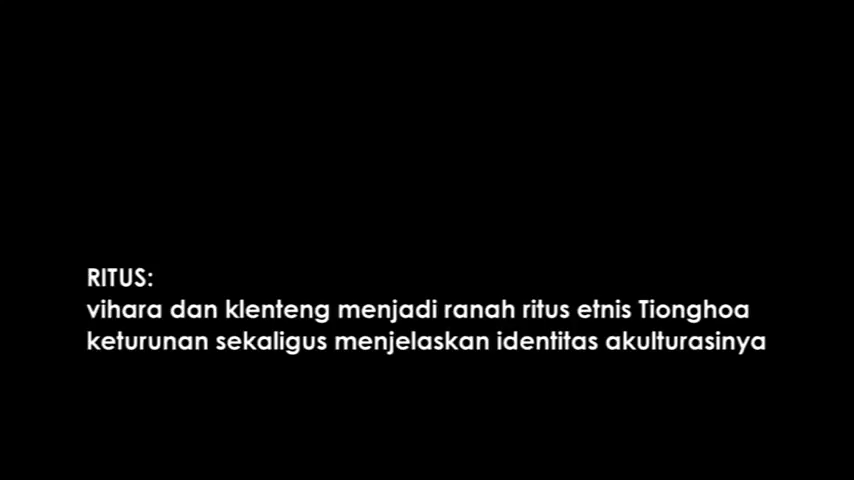 RITUS:
vihara dan klenteng menjadi ranah ritus etnis Tionghoa
keturunan sekaligus menjelaskan identitas akulturasinya